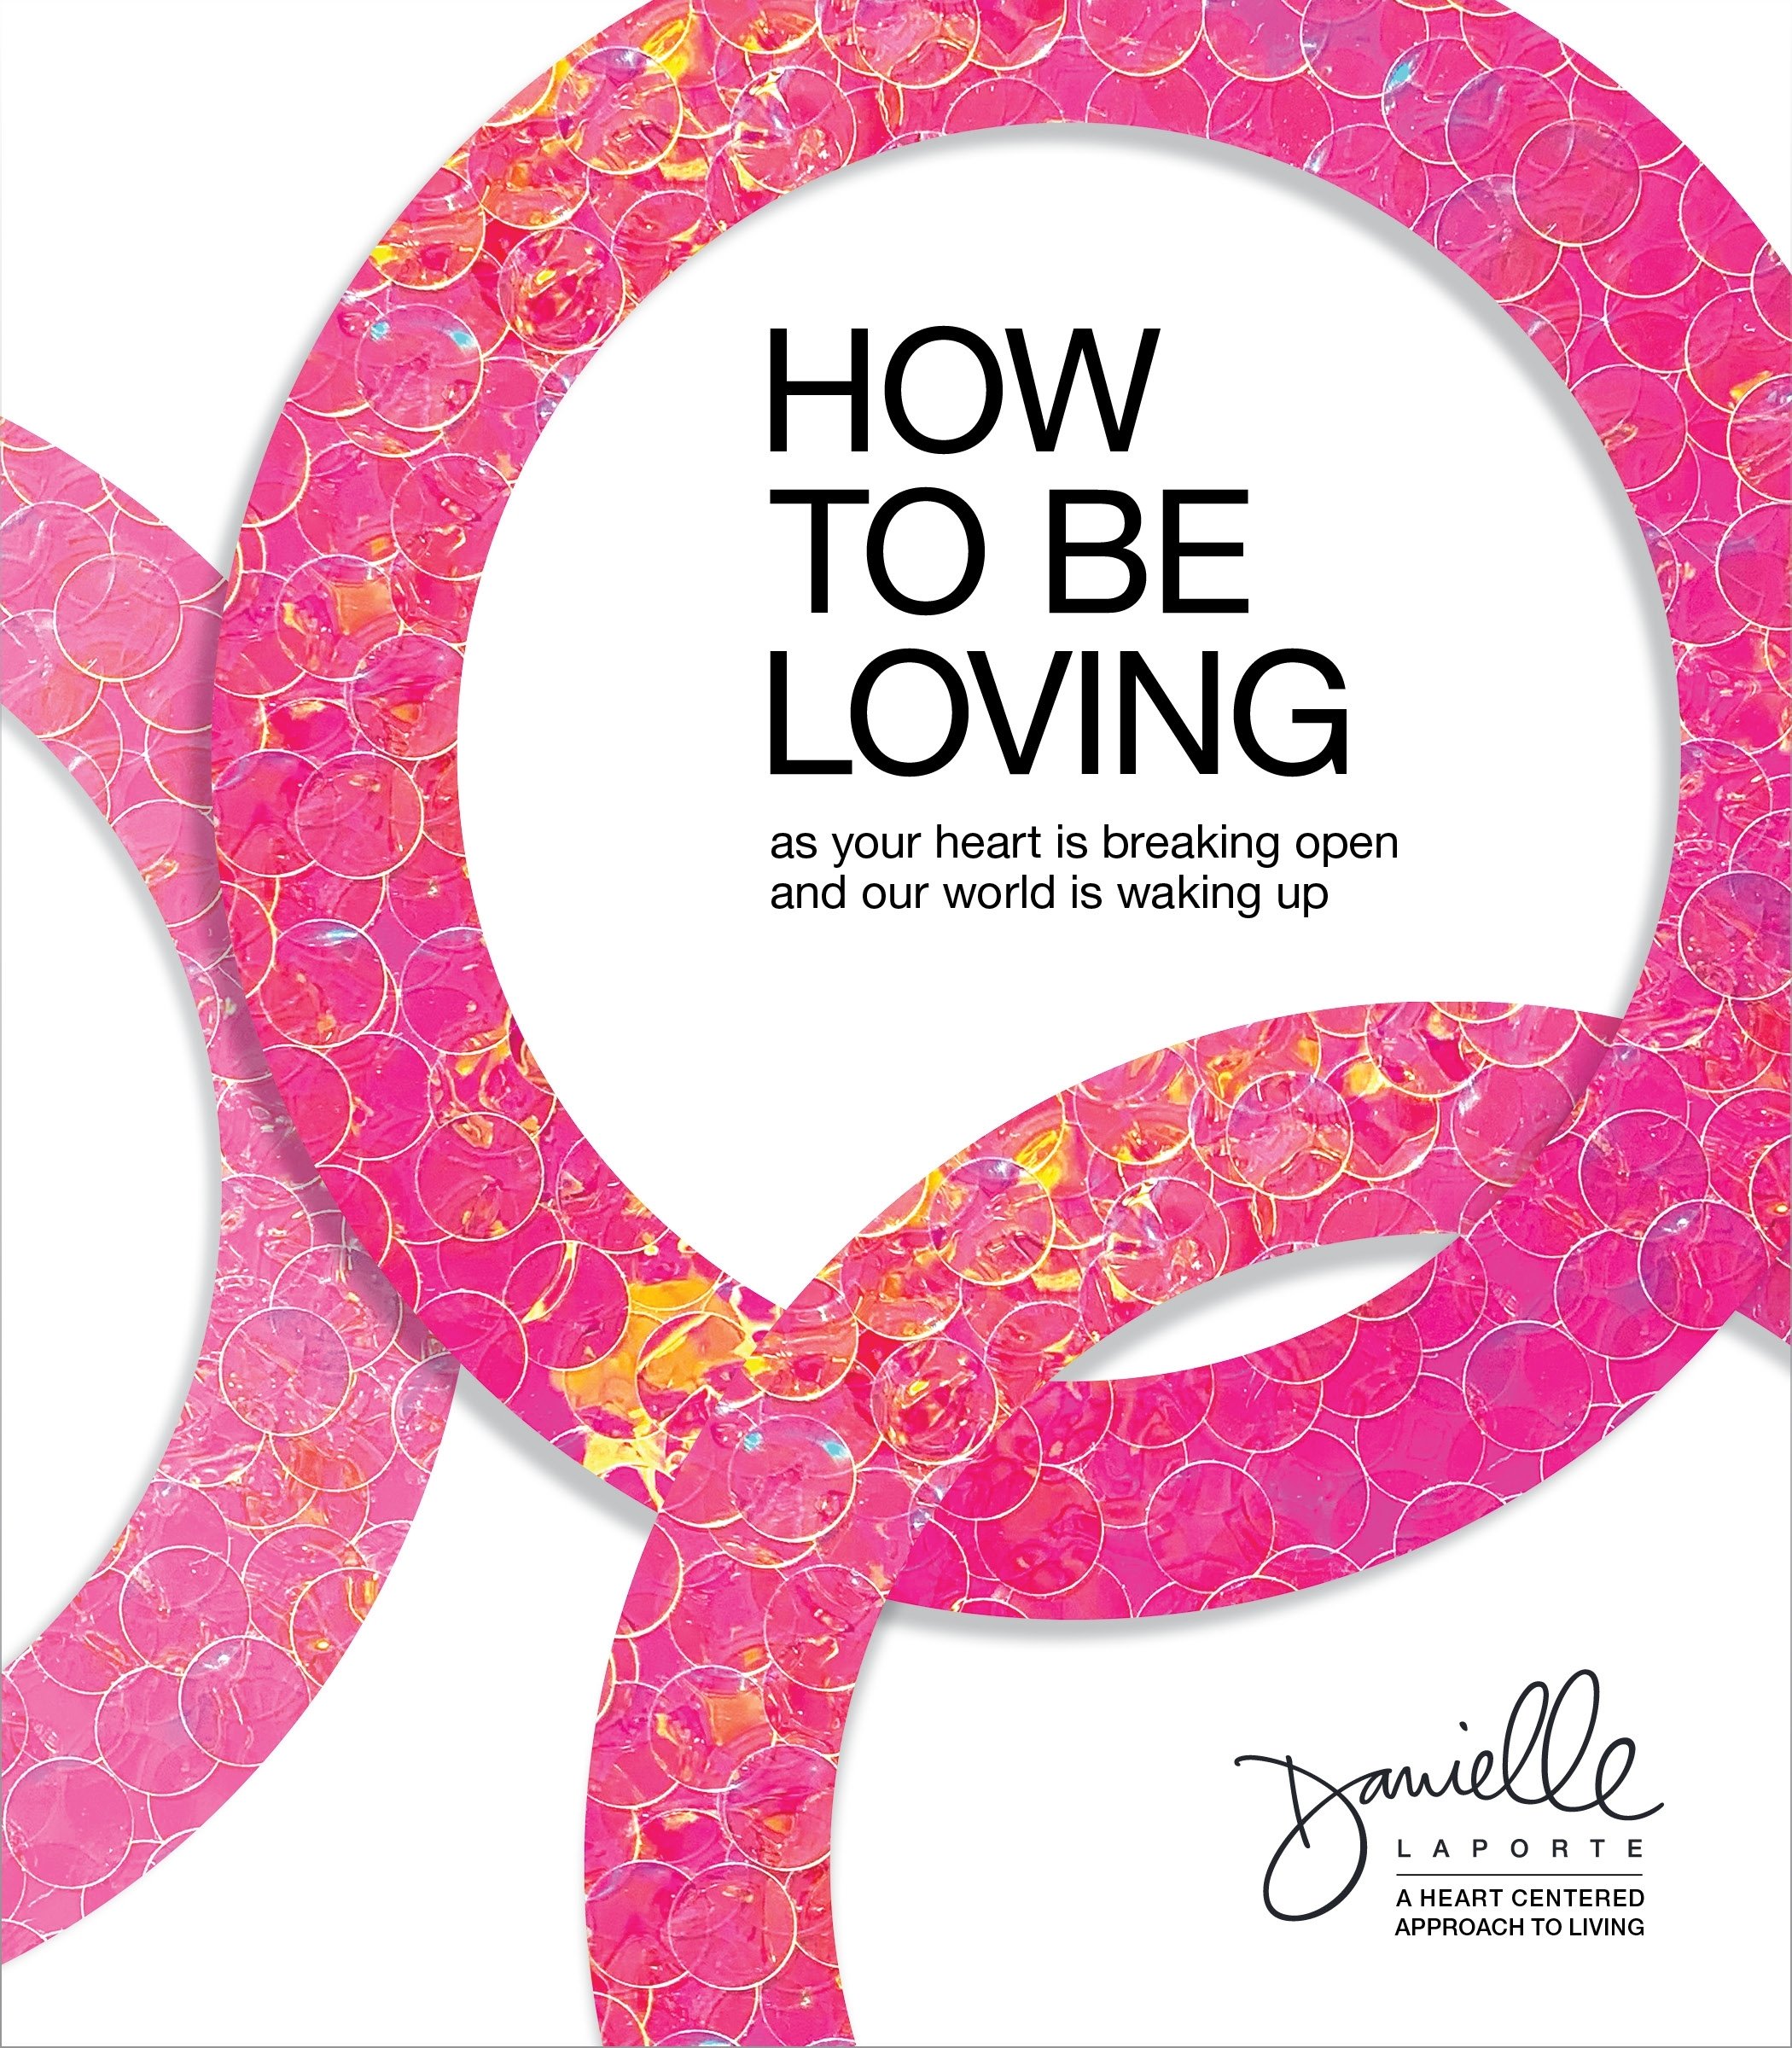 HOW
TO BE
LOVING
as your heart is breaking open
and our world is waking up
Danielle
LAPORTE
A HEART CENTERED
APPROACH TO LIVING